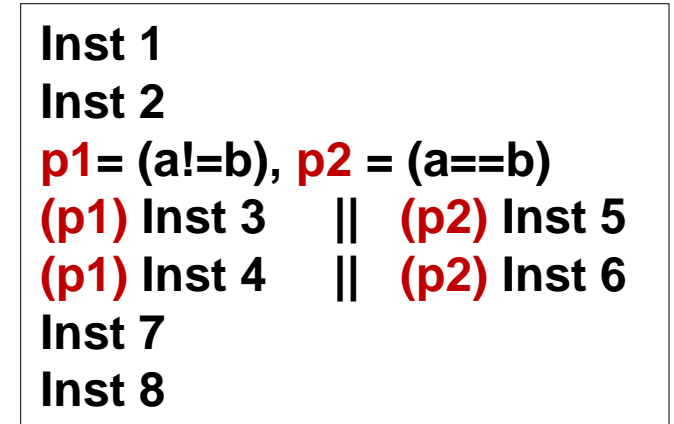 Inst 1
Inst 2
p1= (a!=b), p2 = (a==b)
(p1) Inst 3 || (p2) Inst 5
(p1) Inst 4 || (p2) Inst 6
Inst 7
Inst 8